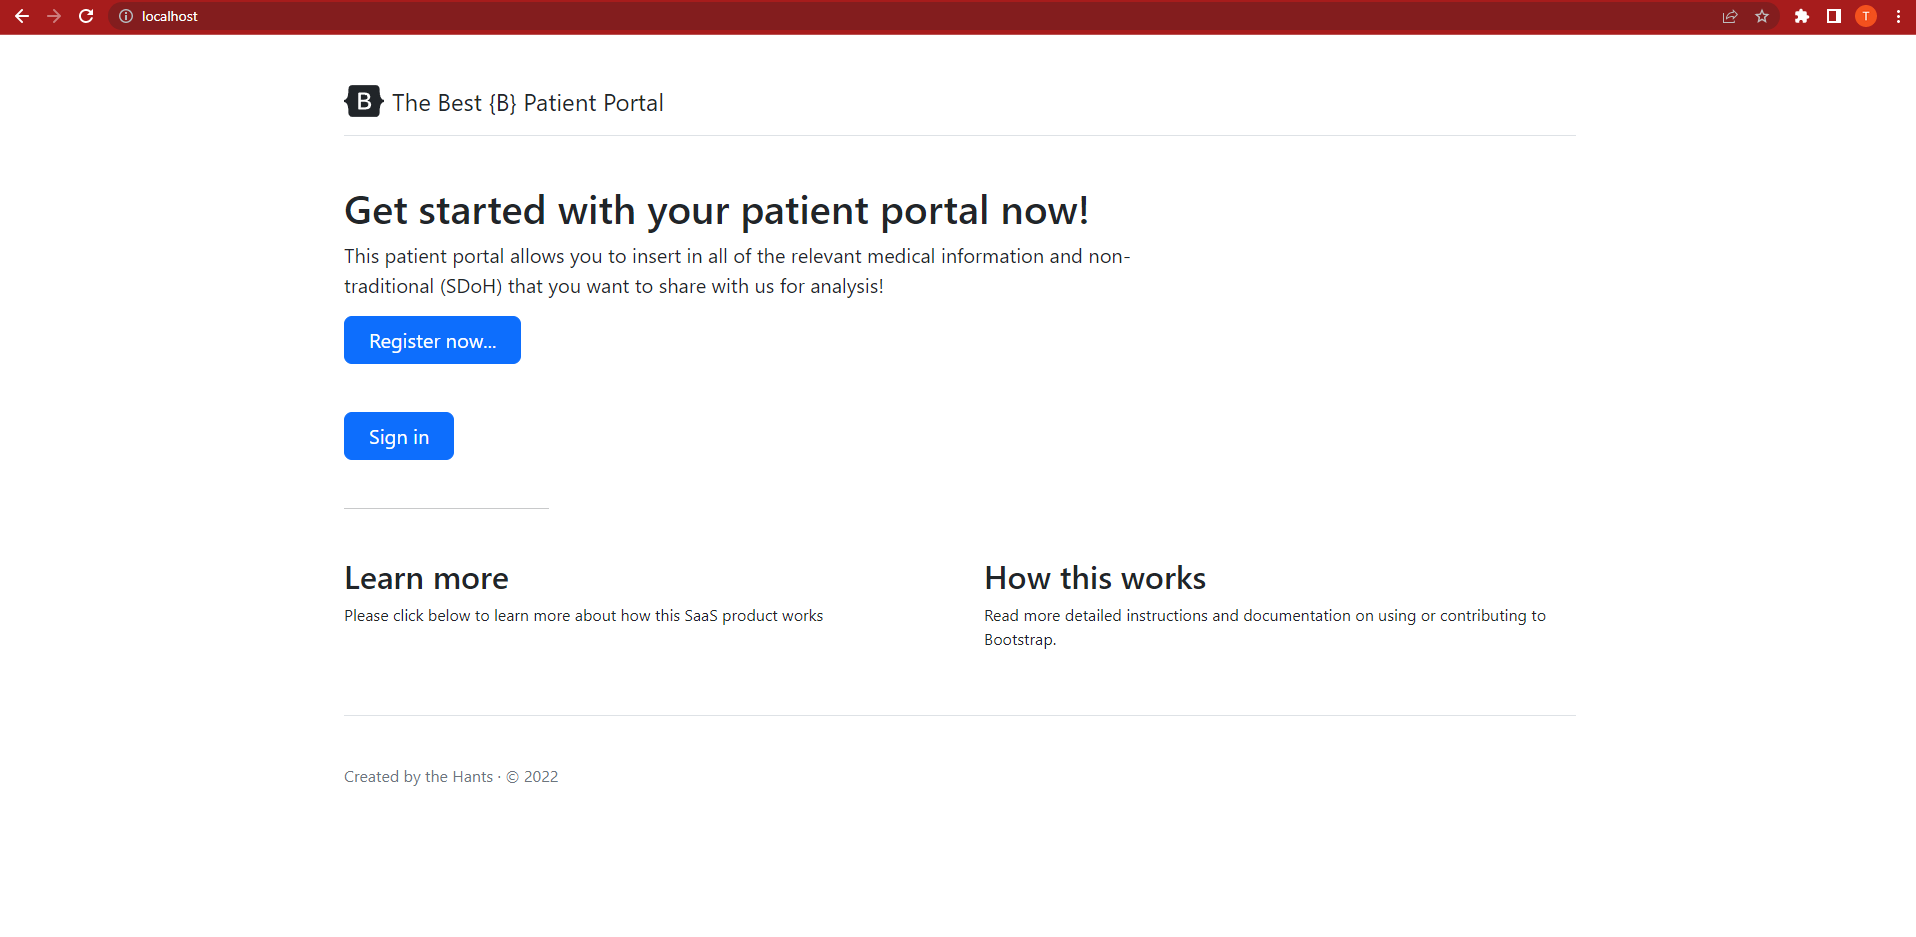 localhost
T
B The Best {B} Patient Portal
Get started with your patient portal now!
This patient portal allows you to insert in all of the relevant medical information and non-
traditional (SDoH) that you want to share with us for analysis!
Register now...
Sign in
Learn more
Please click below to learn more about how this SaaS product works
How this works
Read more detailed instructions and documentation on using or contributing to
Bootstrap.
Created by the Hants · © 2022